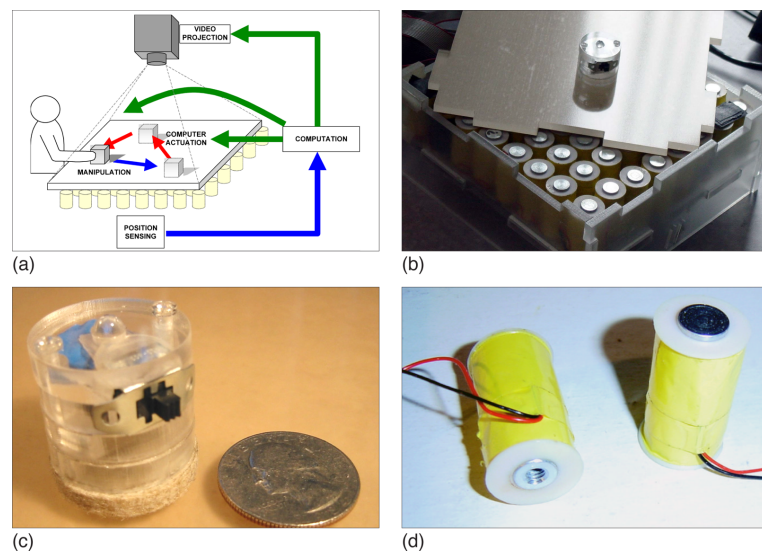 VIDEO
PROJECTION
COMPUTER
ACTUATION
COMPUTATION
MANIPULATION
POSITION
SENSING
(a)
(b)
(c)
(d)